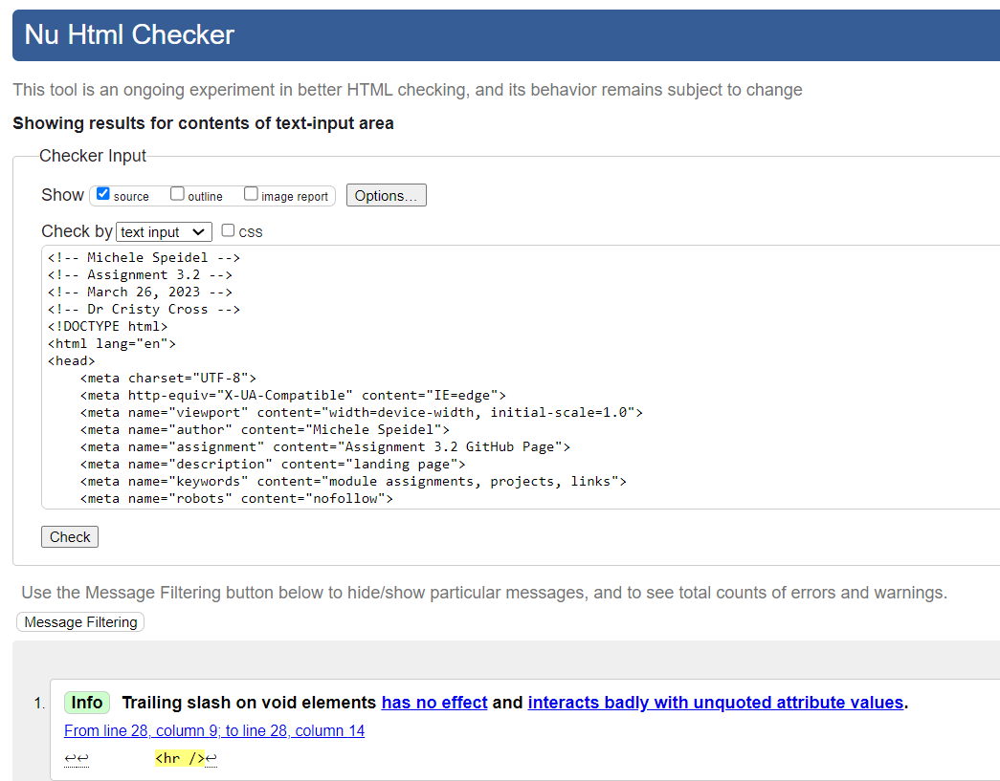 Nu Html Checker
This tool is an ongoing experiment in better HTML checking, and its behavior remains subject to change
Showing results for contents of text-input area
Checker Input
Show source outline image report Options...
Check by text input css
<!-- Michele Speidel -->
<!-- Assignment 3.2 -->
<!-- March 26, 2023 -->
<!-- Dr Cristy Cross -->
<!DOCTYPE html>
<html lang="en">
<head>
    <meta charset="UTF-8">
    <meta http-equiv="X-UA-Compatible" content="IE=edge">
    <meta name="viewport" content="width=device-width, initial-scale=1.0">
    <meta name="author" content="Michele Speidel">
    <meta name="assignment" content="Assignment 3.2 GitHub Page">
    <meta name="description" content="landing page">
    <meta name="keywords" content="module assignments, projects, links">
    <meta name="robots" content="nofollow">
Check
Use the Message Filtering button below to hide/show particular messages, and to see total counts of errors and warnings.
Message Filtering
1. Info Trailing slash on void elements has no effect and interacts badly with unquoted attribute values.
From line 28, column 9; to line 28, column 14
↩↩        <hr />↩